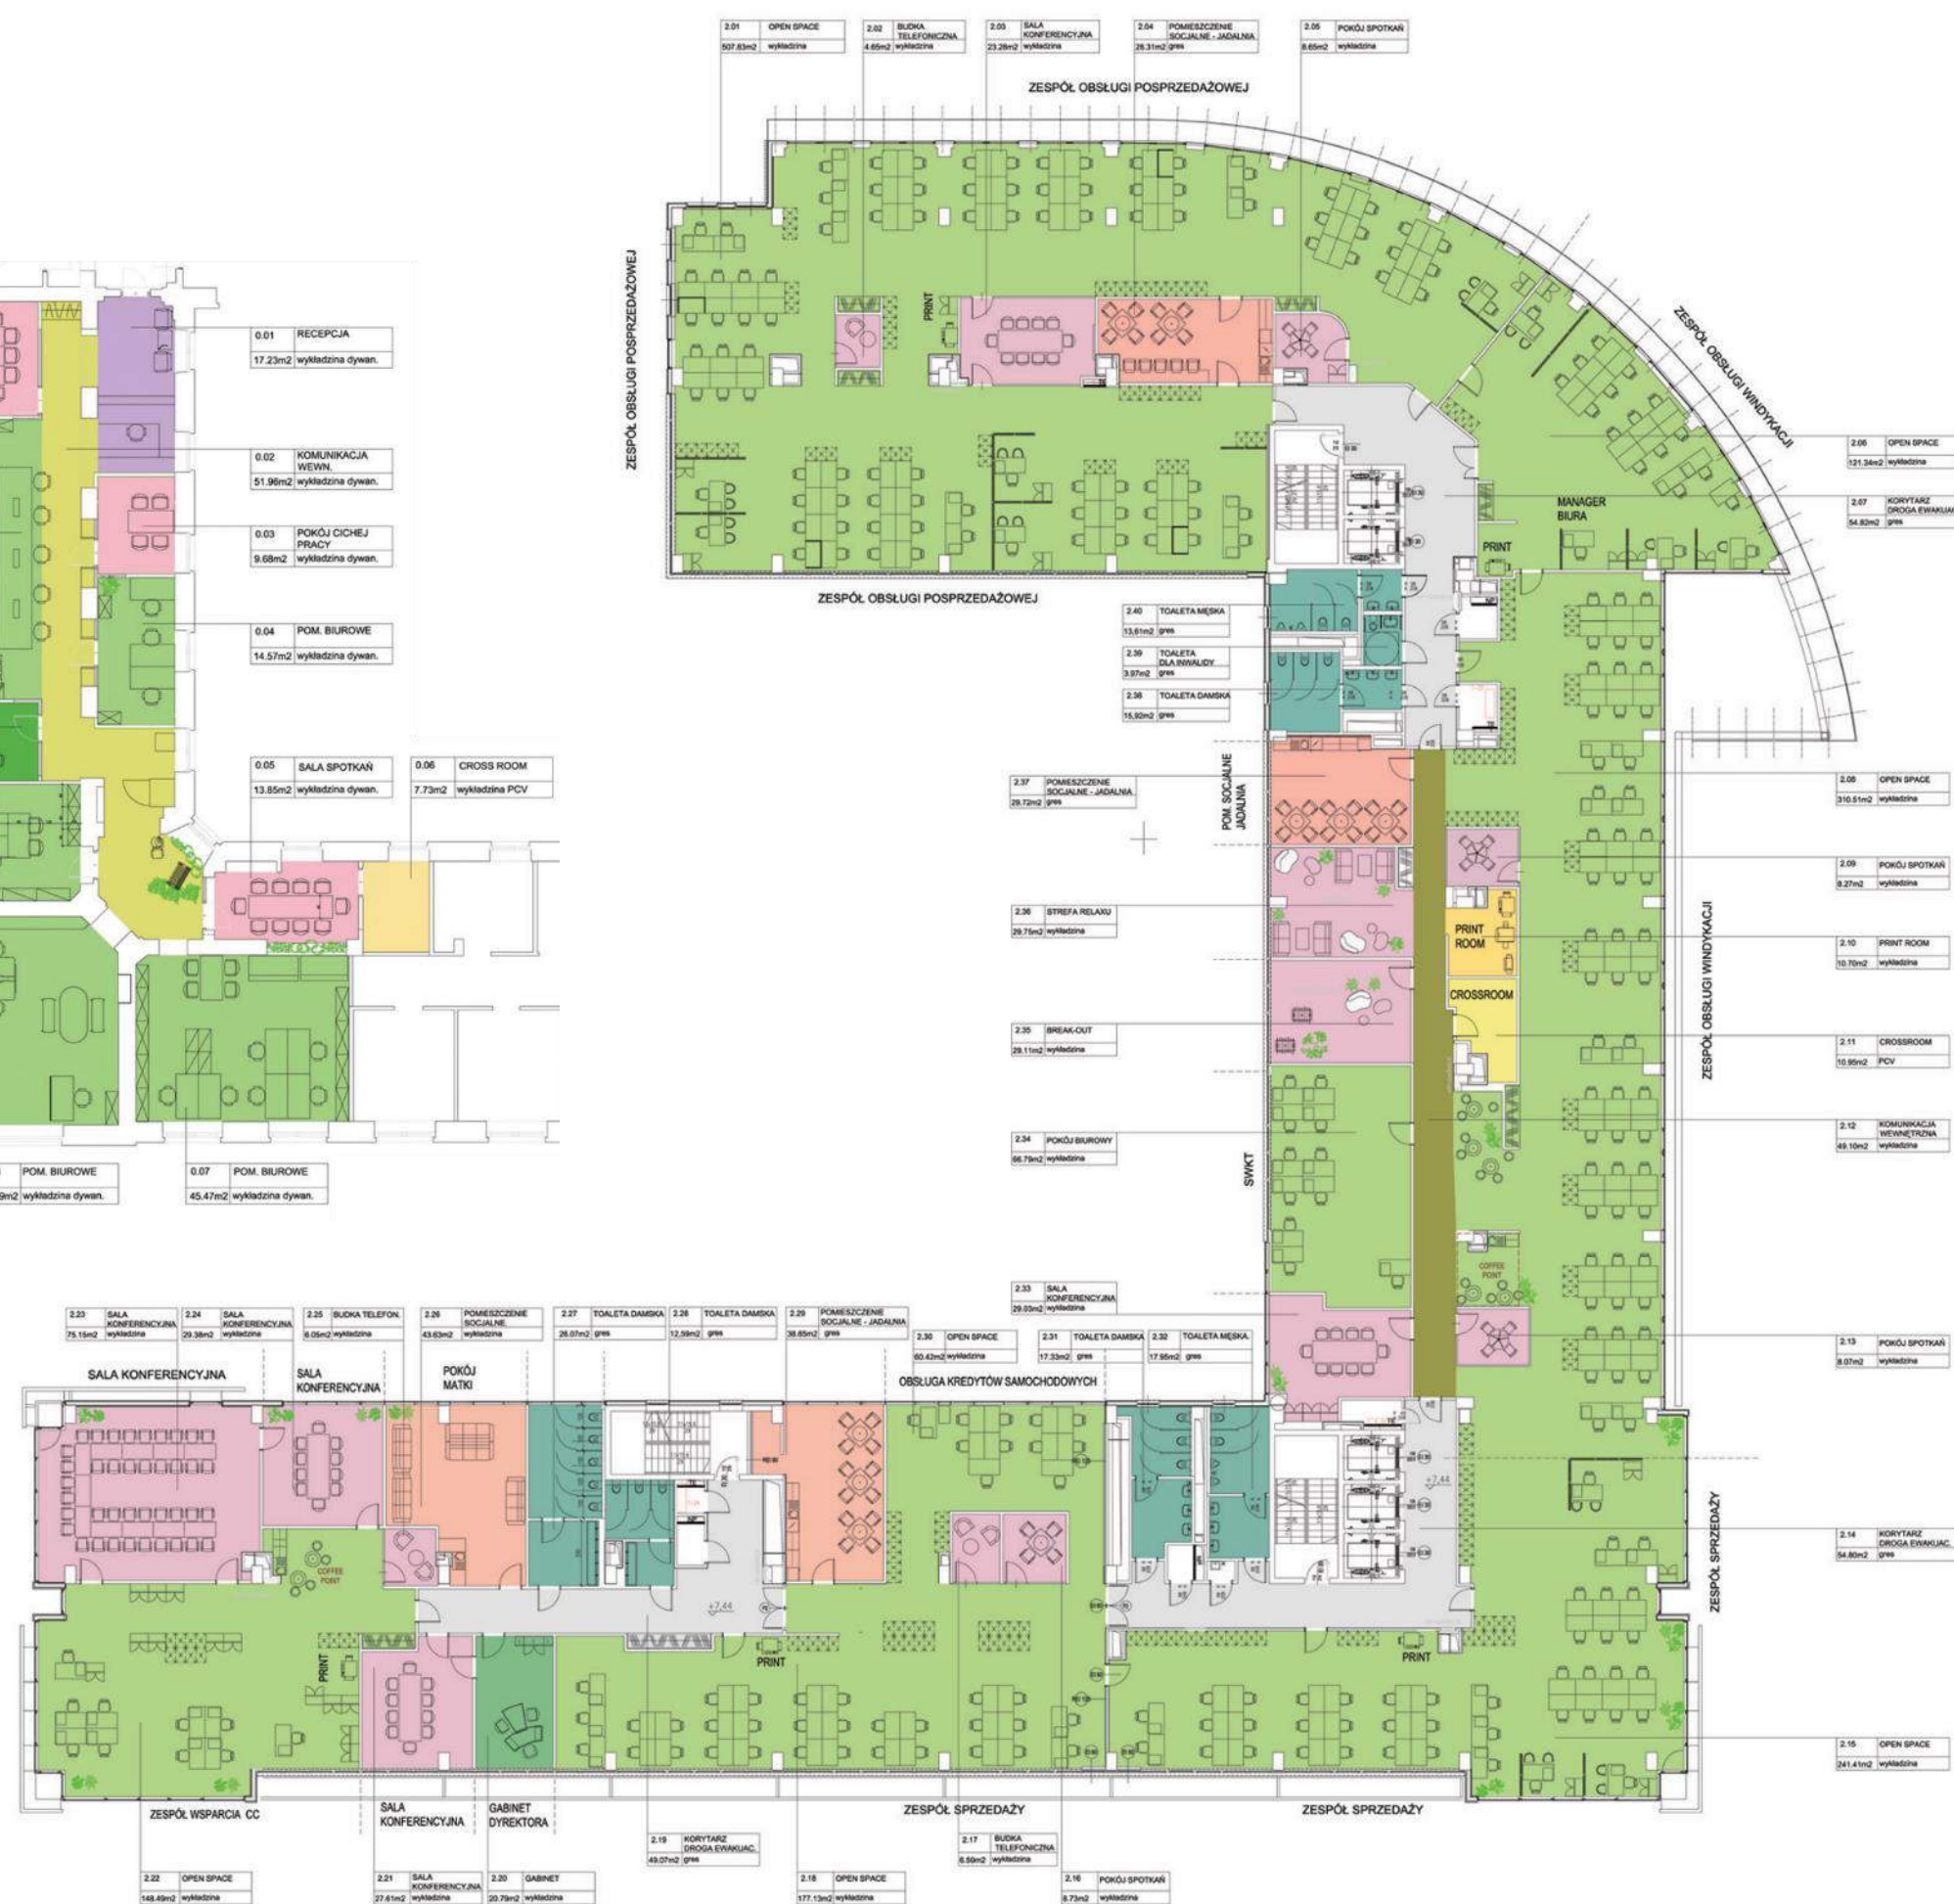 2.01 OPEN SPACE
507.83m2 wykładzina
2.02 BUDKA
TELEFONICZNA
4.65m2 wykładzina
2.03 SALA
KONFERENCYJNA
23.28m2 wykładzina
2.04 POMIESZCZENIE
SOCJALNE - JADALNIA
26.31m2 gres
2.05 POKÓJ SPOTKAŃ
8.65m2 wykładzina
ZESPÓŁ OBSŁUGI POSPRZEDAŻOWEJ
ZESPÓŁ OBSŁUGI POSPRZEDAŻOWEJ
PRINT
ZESPÓŁ OBSŁUGI WINDYKACJI
0.01 RECEPCJA
17.23m2 wykładzina dywan.
0.02 KOMUNIKACJA
WEWN.
51.96m2 wykładzina dywan.
0.03 POKÓJ CICHEJ
PRACY
9.68m2 wykładzina dywan.
0.04 POM. BIUROWE
14.57m2 wykładzina dywan.
0.05 SALA SPOTKAŃ
13.85m2 wykładzina dywan.
0.06 CROSS ROOM
7.73m2 wykładzina PCV
POM. BIUROWE
9m2 wykładzina dywan.
0.07 POM. BIUROWE
45.47m2 wykładzina dywan.
2.06 OPEN SPACE
121.34m2 wykładzina
2.07 KORYTARZ
DROGA EWAKUAC
54.82m2 gres
MANAGER
BIURA
PRINT
ZESPÓŁ OBSŁUGI POSPRZEDAŻOWEJ
2.40 TOALETA MĘSKA
13,61m2 gres
2.39 TOALETA
DLA INWALIDY
3.97m2 gres
2.38 TOALETA DAMSKA
15,92m2 gres
2.37 POMIESZCZENIE
SOCJALNE - JADALNIA
29.72m2 gres
POM. SOCJALNE
JADALNIA
2.08 OPEN SPACE
310.51m2 wykładzina
2.09 POKÓJ SPOTKAŃ
8.27m2 wykładzina
2.36 STREFA RELAXU
29.75m2 wykładzina
PRINT
ROOM
2.10 PRINT ROOM
10.70m2 wykładzina
ZESPÓŁ OBSŁUGI WINDYKACJI
CROSSROOM
2.35 BREAK-OUT
29.11m2 wykładzina
2.11 CROSSROOM
10.95m2 PCV
2.34 POKÓJ BIUROWY
66.79m2 wykładzina
SWKT
2.12 KOMUNIKACJA
WEWNĘTRZNA
49.10m2 wykładzina
COFFEE
POINT
2.33 SALA
KONFERENCYJNA
29.03m2 wykładzina
2.13 POKÓJ SPOTKAŃ
8.07m2 wykładzina
2.23 SALA
KONFERENCYJNA
75.15m2 wykładzina
2.24 SALA
KONFERENCYJNA
29.38m2 wykładzina
2.25 BUDKA TELEFON.
6.05m2 wykładzina
2.26 POMIESZCZENIE
SOCJALNE.
43.63m2 wykładzina
2.27 TOALETA DAMSKA
26.07m2 gres
2.28 TOALETA DAMSKA
12,59m2 gres
2.29 POMIESZCZENIE
SOCJALNE - JADALNIA
38.65m2 gres
2.30 OPEN SPACE
60.42m2 wykładzina
2.31 TOALETA DAMSKA
17.33m2 gres
2.32 TOALETA MĘSKA.
17.95m2 gres
SALA KONFERENCYJNA
SALA
KONFERENCYJNA
POKÓJ
MATKI
OBSŁUGA KREDYTÓW SAMOCHODOWYCH
+7,44
COFFEE
POINT
+7,44
ZESPÓŁ SPRZEDAŻY
2.14 KORYTARZ
DROGA EWAKUAC.
54.80m2 gres
PRINT
PRINT
PRINT
2.15 OPEN SPACE
241.41m2 wykładzina
ZESPÓŁ WSPARCIA CC
SALA
KONFERENCYJNA
GABINET
DYREKTORA
ZESPÓŁ SPRZEDAŻY
ZESPÓŁ SPRZEDAŻY
2.19 KORYTARZ
DROGA EWAKUAC.
49.07m2 gres
2.17 BUDKA
TELEFONICZNA
6.50m2 wykładzina
2.22 OPEN SPACE
148.49m2 wykładzina
2.21 SALA
KONFERENCYJNA
27.61m2 wykładzina
2.20 GABINET
20.79m2 wykładzina
2.18 OPEN SPACE
177.13m2 wykładzina
2.16 POKÓJ SPOTKAŃ
8.73m2 wykładzina